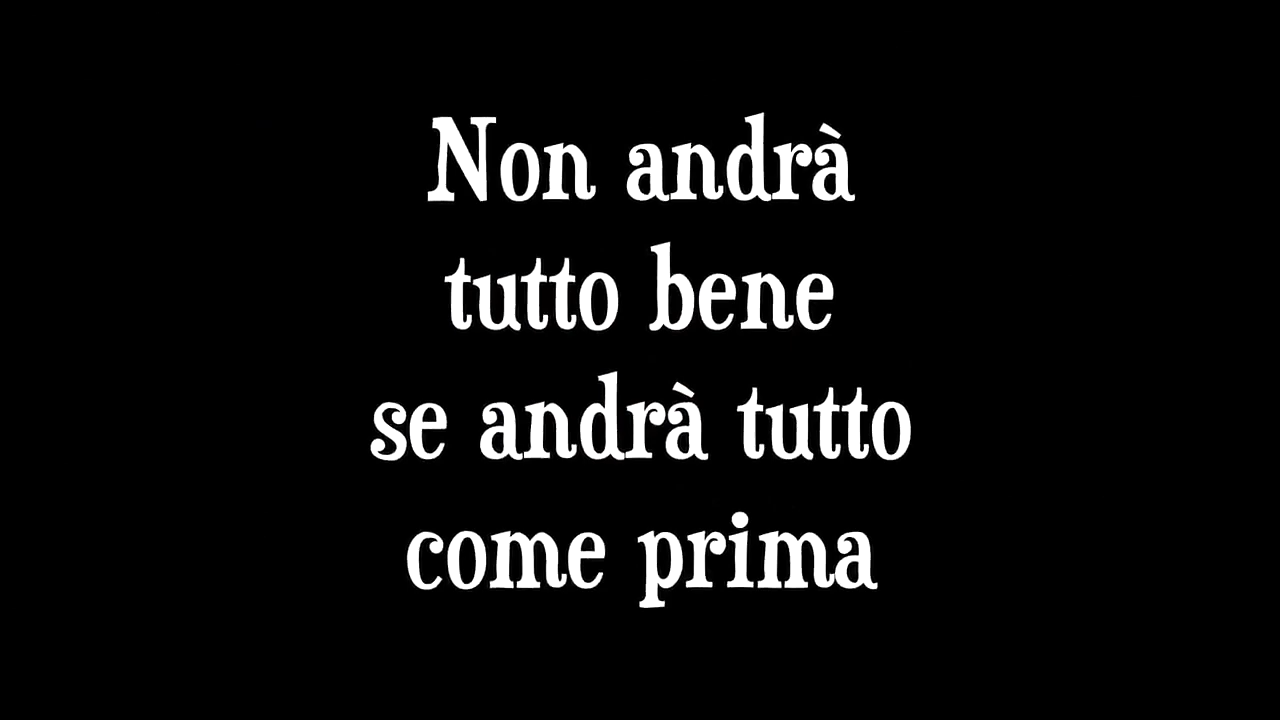 Non andrà
tutto bene
se andrà tutto
come prima